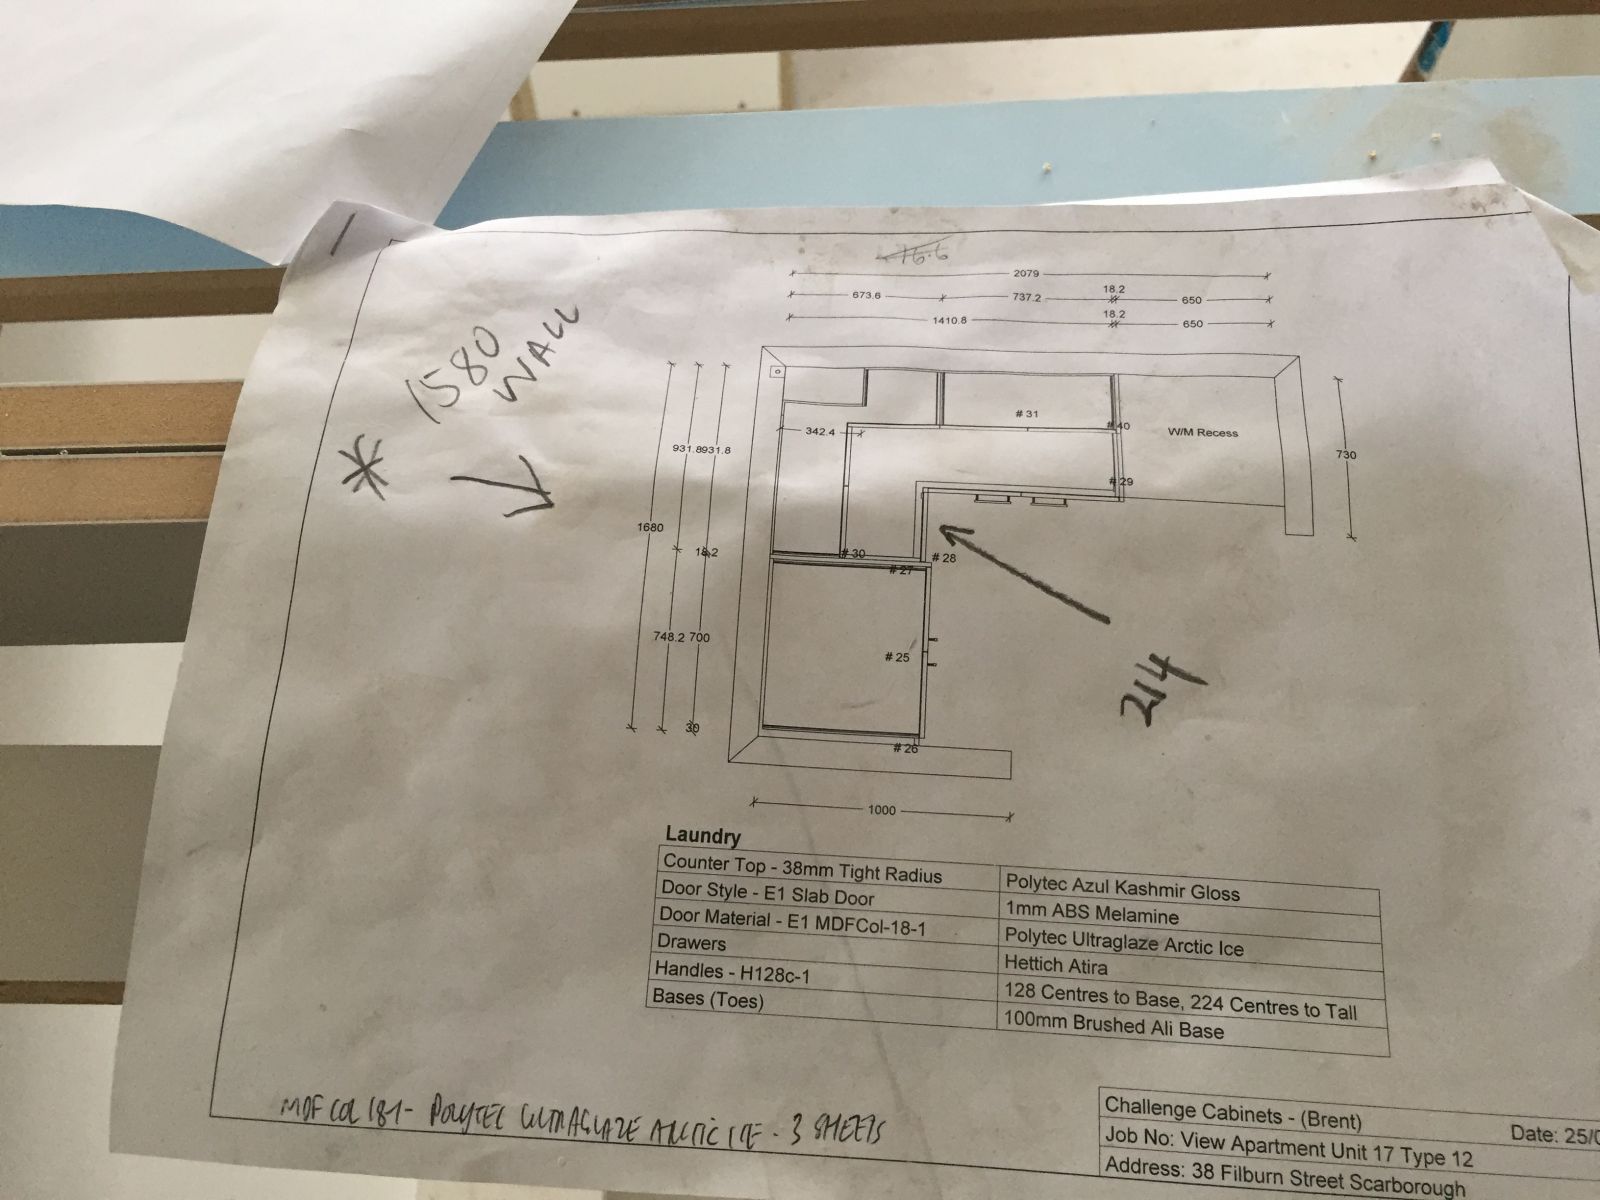 76.6
2079
673.6 737.2 18.2 650
1410.8 18.2 650
* 1580
WALL
342.4
# 31
# 40
W/M Recess
730
931.8 931.8
# 29
1680
18.2
# 30
# 27
# 28
748.2 700
# 25
214
30
# 26
1000
Laundry
Counter Top - 38mm Tight Radius Polytec Azul Kashmir Gloss
Door Style - E1 Slab Door 1mm ABS Melamine
Door Material - E1 MDFCol-18-1 Polytec Ultraglaze Arctic Ice
Drawers Hettich Atira
Handles - H128c-1 128 Centres to Base, 224 Centres to Tall
Bases (Toes) 100mm Brushed Ali Base
MDF COL 181 - POLYTEC ULTRAGLAZE ARCTIC ICE - 3 SHEETS
Challenge Cabinets - (Brent) Date: 25/0
Job No: View Apartment Unit 17 Type 12
Address: 38 Filburn Street Scarborough